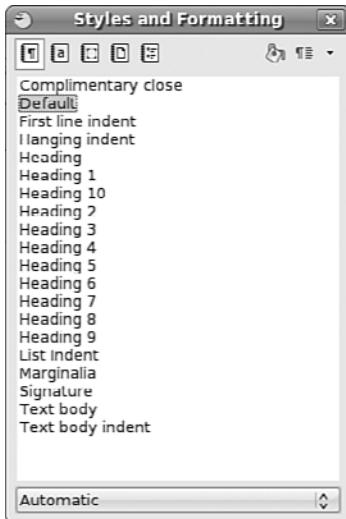 Styles and Formatting
Complimentary close
Default
First line indent
Hanging indent
Heading
Heading 1
Heading 10
Heading 2
Heading 3
Heading 4
Heading 5
Heading 6
Heading 7
Heading 8
Heading 9
List Indent
Marginalia
Signature
Text body
Text body indent
Automatic